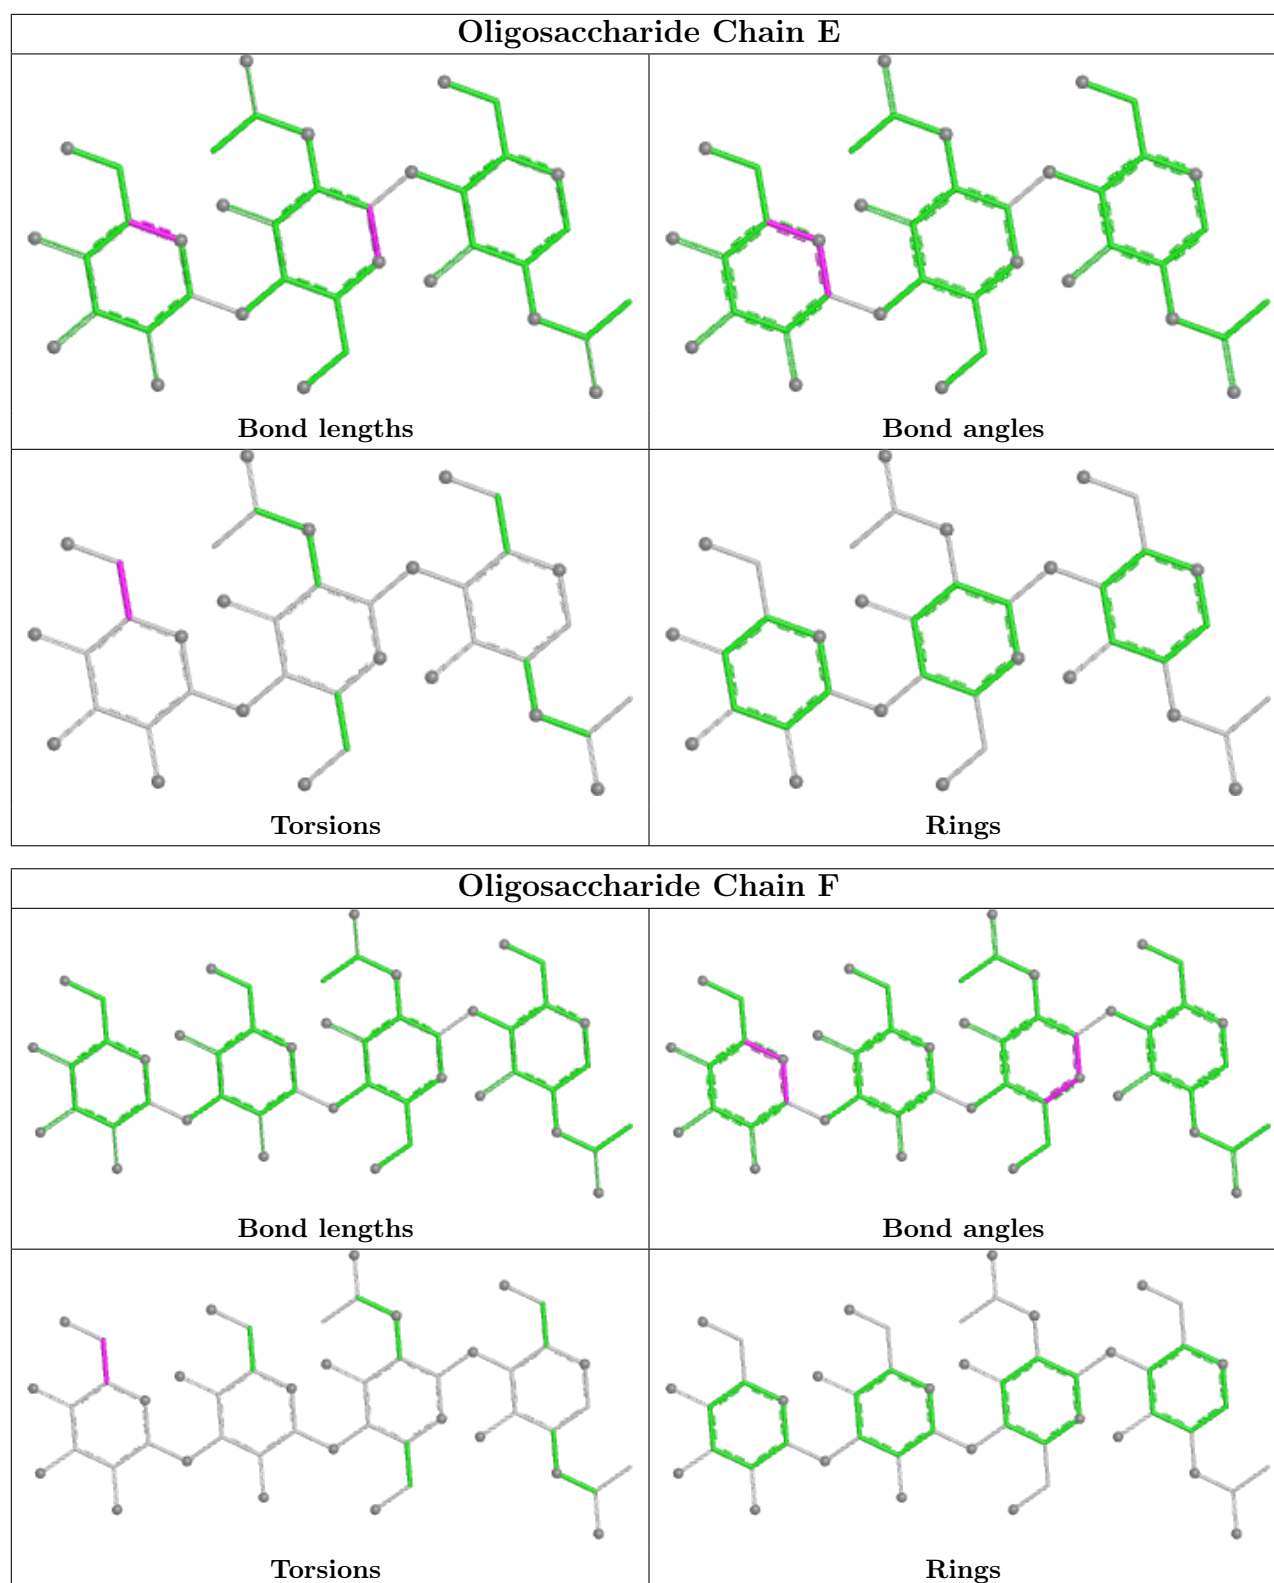 Oligosaccharide Chain E
Bond lengths
Bond angles
Torsions
Rings
Oligosaccharide Chain F
Bond lengths
Bond angles
Torsions
Rings